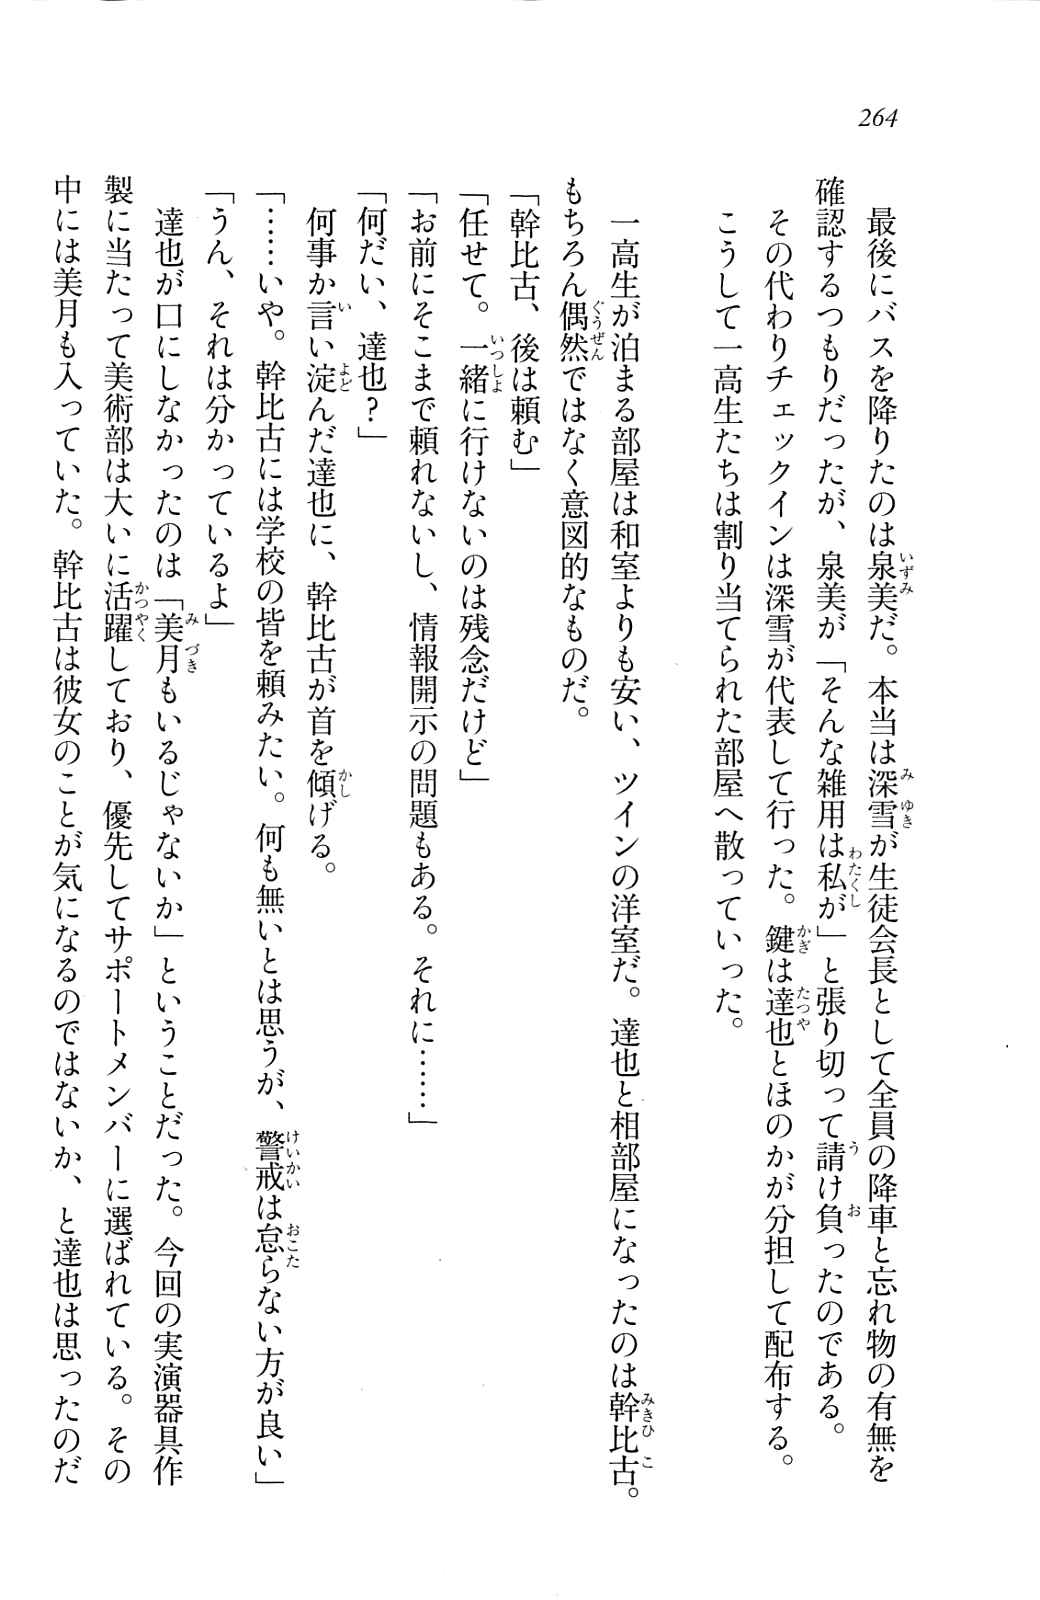 264
最後にバスを降りたのは泉美だ。本当は深雪が生徒会長として全員の降車と忘れ物の有無を
確認するつもりだったが、泉美が「そんな雑用は私が」と張り切って請け負ったのである。
その代わりチェックインは深雪が代表して行った。鍵は達也とほのかが分担して配布する。
こうして一高生たちは割り当てられた部屋へ散っていった。
一高生が泊まる部屋は和室よりも安い、ツインの洋室だ。達也と相部屋になったのは幹比古。
もちろん偶然ではなく意図的なものだ。
「幹比古、後は頼む」
「任せて。一緒に行けないのは残念だけど」
「お前にそこまで頼れないし、情報開示の問題もある。それに……」
「何だい、達也?」
何事か言い淀んだ達也に、幹比古が首を傾げる。
「……いや。幹比古には学校の皆を頼みたい。何も無いとは思うが、警戒は怠らない方が良い」
「うん、それは分かっているよ」
達也が口にしなかったのは「美月もいるじゃないか」ということだった。今回の実演器具作
製に当たって美術部は大いに活躍しており、優先してサポートメンバーに選ばれている。その
中には美月も入っていた。幹比古は彼女のことが気になるのではないか、と達也は思ったのだ